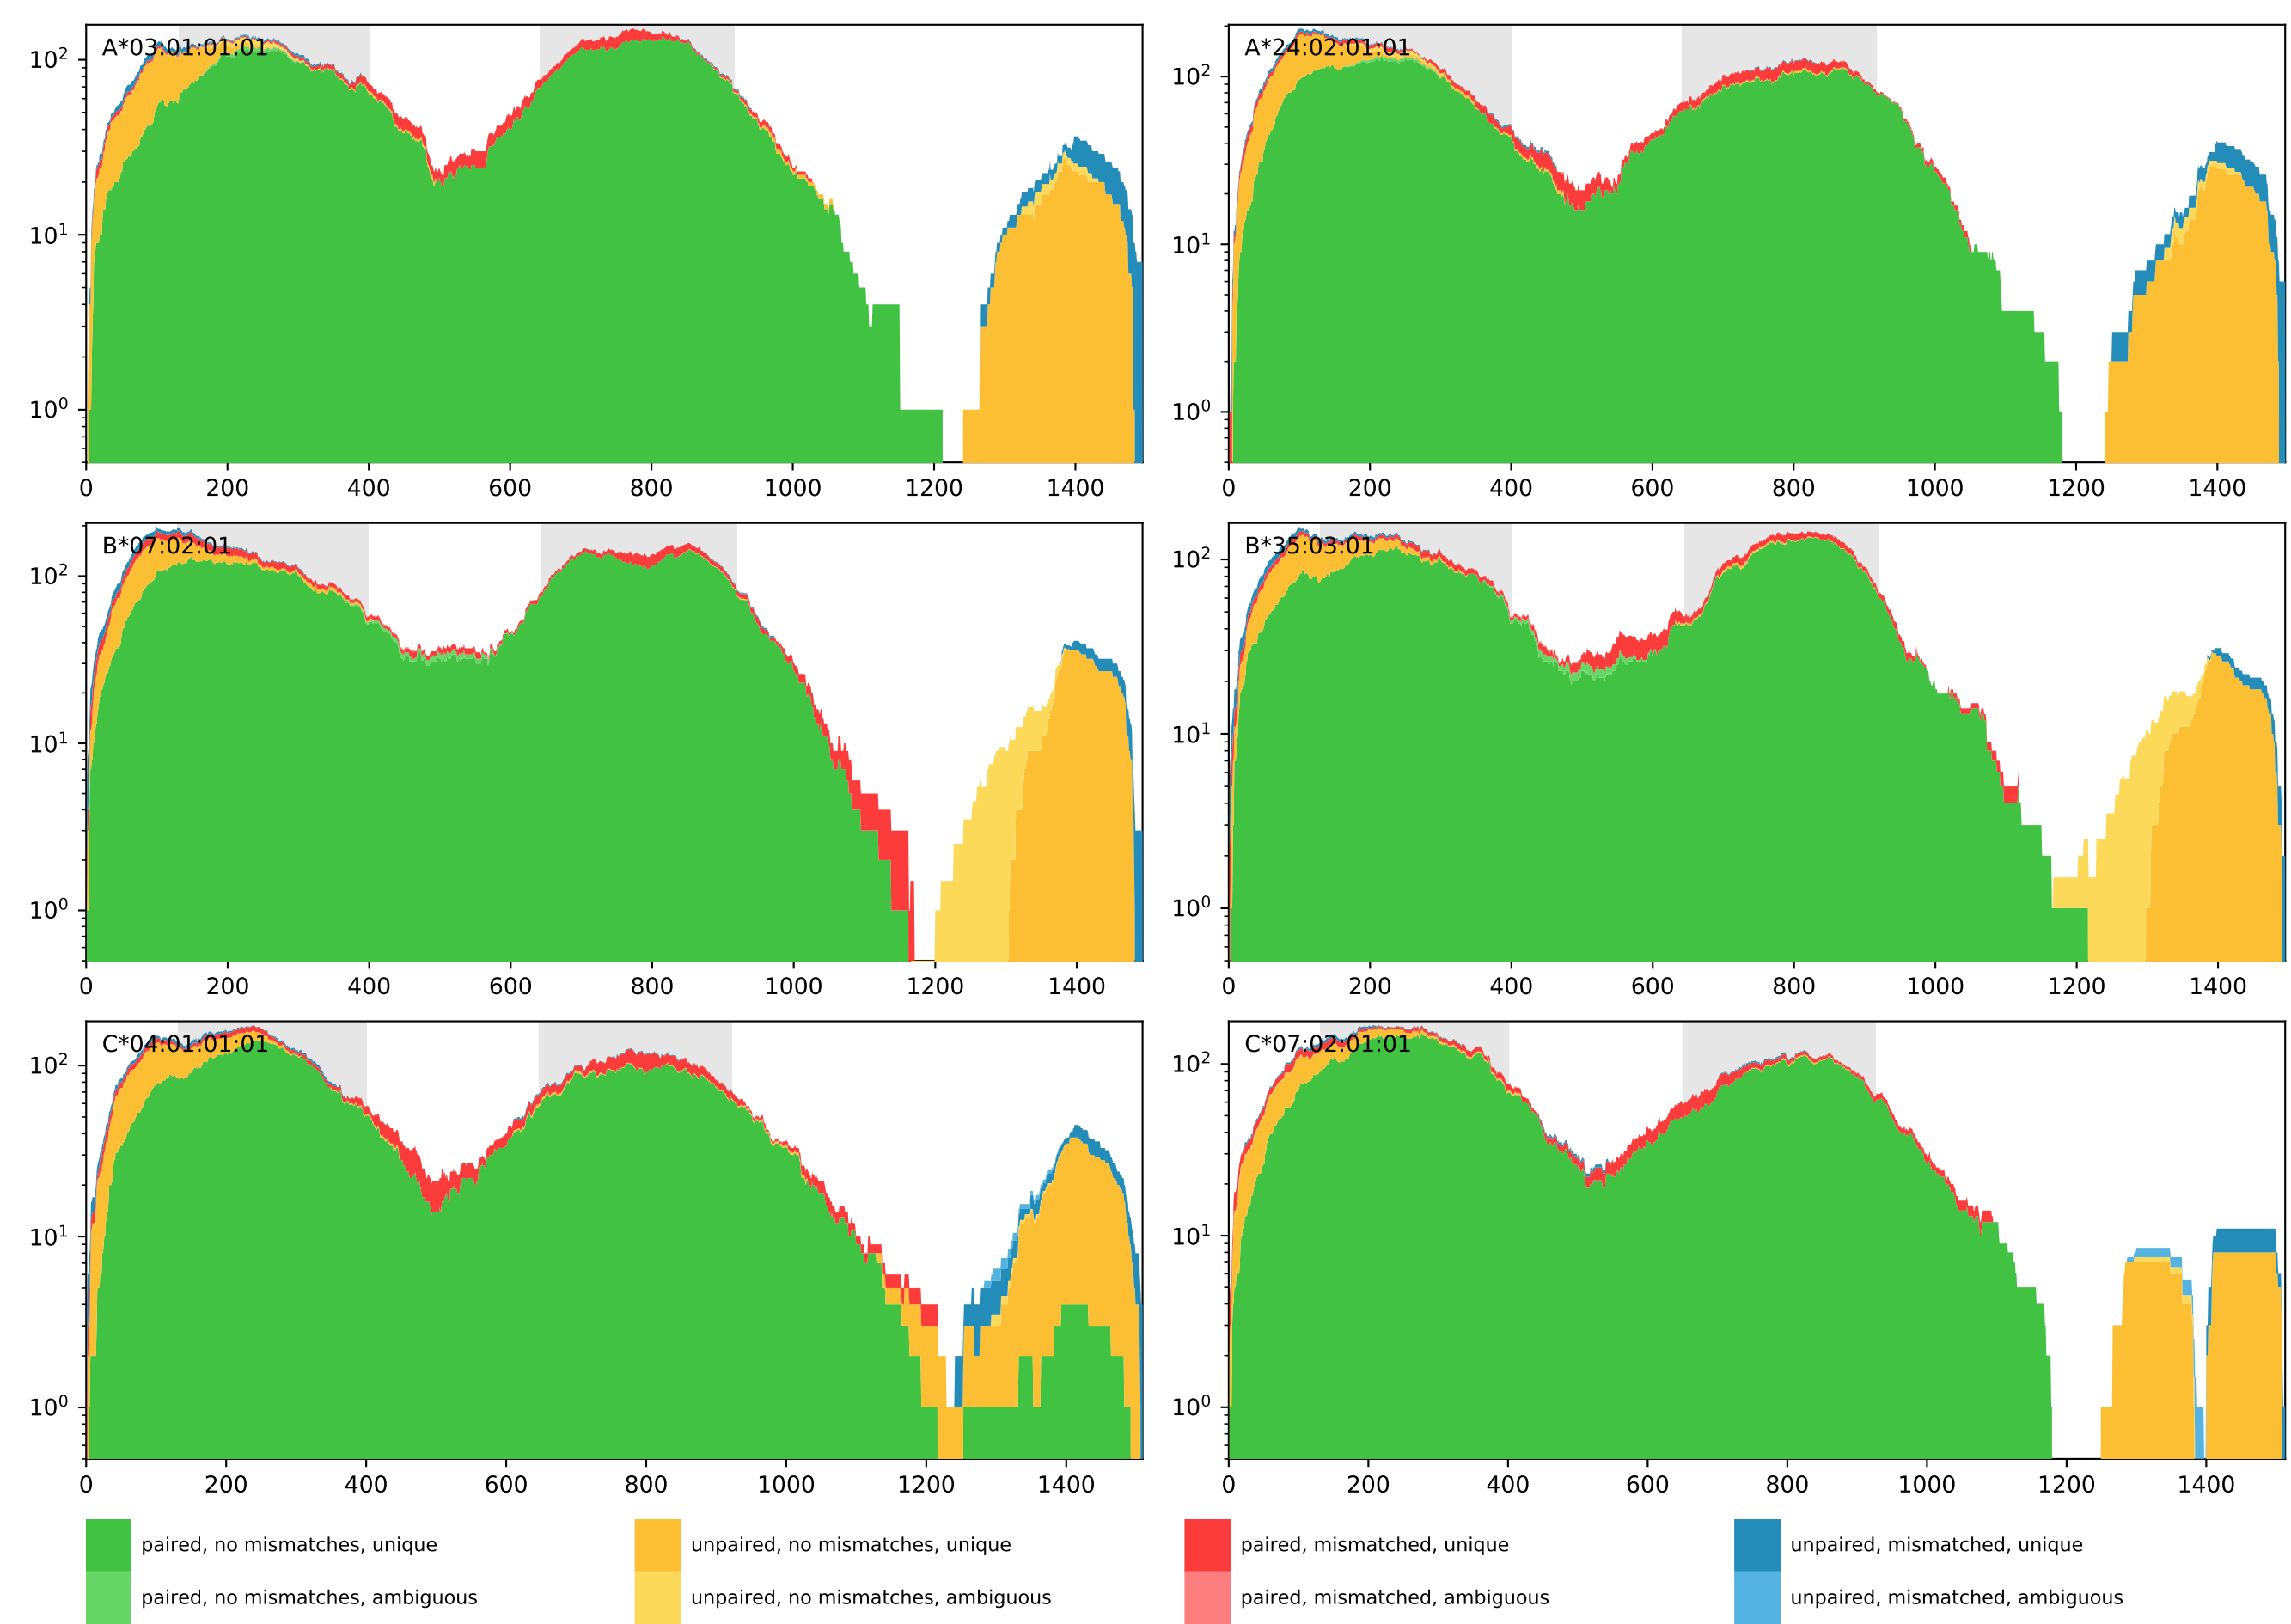 A*03:01:01:01
10²
10¹
10⁰
0 200 400 600 800 1000 1200 1400
A*24:02:01:01
10²
10¹
10⁰
0 200 400 600 800 1000 1200 1400
B*07:02:01
10²
10¹
10⁰
0 200 400 600 800 1000 1200 1400
B*35:03:01
10²
10¹
10⁰
0 200 400 600 800 1000 1200 1400
C*04:01:01:01
10²
10¹
10⁰
0 200 400 600 800 1000 1200 1400
C*07:02:01:01
10²
10¹
10⁰
0 200 400 600 800 1000 1200 1400
paired, no mismatches, unique
unpaired, no mismatches, unique
paired, mismatched, unique
unpaired, mismatched, unique
paired, no mismatches, ambiguous
unpaired, no mismatches, ambiguous
paired, mismatched, ambiguous
unpaired, mismatched, ambiguous